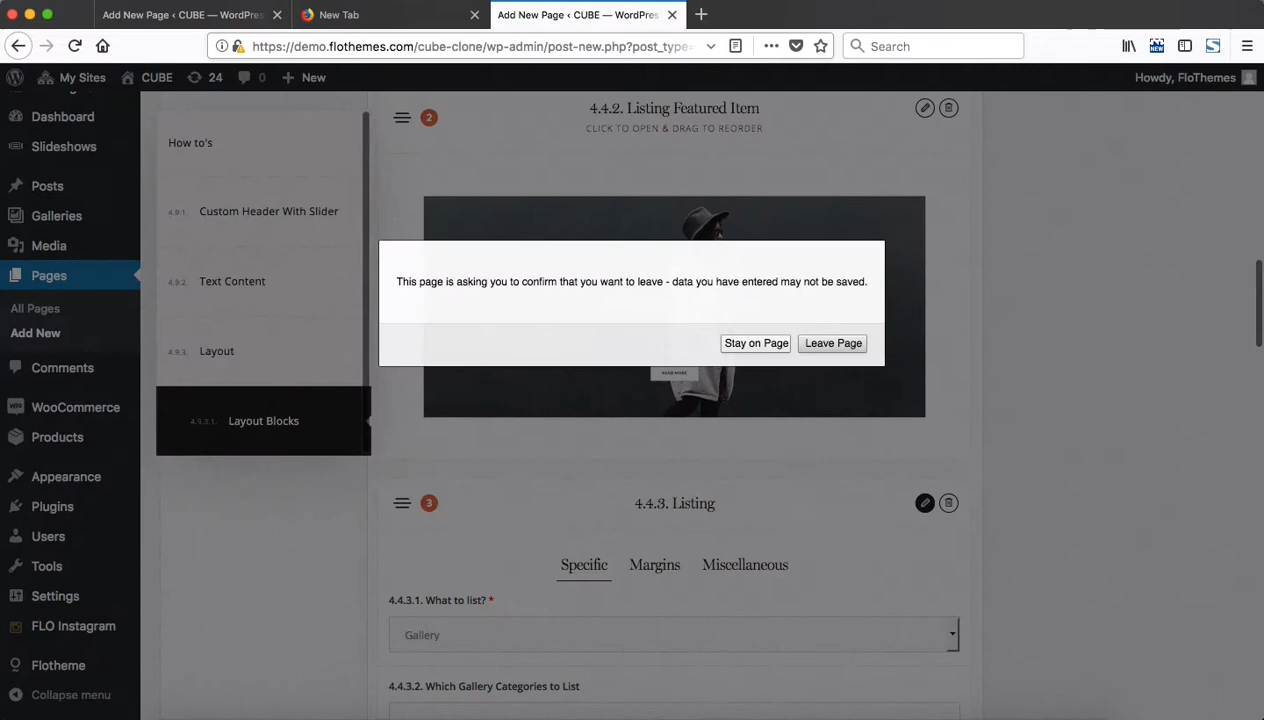 Add New Page ‹ CUBE — WordPres
New Tab
Add New Page ‹ CUBE — WordPres
https://demo.flothemes.com/cube-clone/wp-admin/post-new.php?post_type=
Search
NEW
My Sites
CUBE
24
0
New
Howdy, FloThemes
Dashboard
Slideshows
Posts
Galleries
Media
Pages
All Pages
Add New
Comments
WooCommerce
Products
Appearance
Plugins
Users
Tools
Settings
FLO Instagram
Flotheme
Collapse menu
How to's
4.9.1. Custom Header With Slider
4.9.2. Text Content
4.9.3. Layout
4.9.3.1. Layout Blocks
2
4.4.2. Listing Featured Item
CLICK TO OPEN & DRAG TO REORDER
This page is asking you to confirm that you want to leave - data you have entered may not be saved.
Stay on Page
Leave Page
READ MORE
3
4.4.3. Listing
Specific
Margins
Miscellaneous
4.4.3.1. What to list? *
Gallery
4.4.3.2. Which Gallery Categories to List